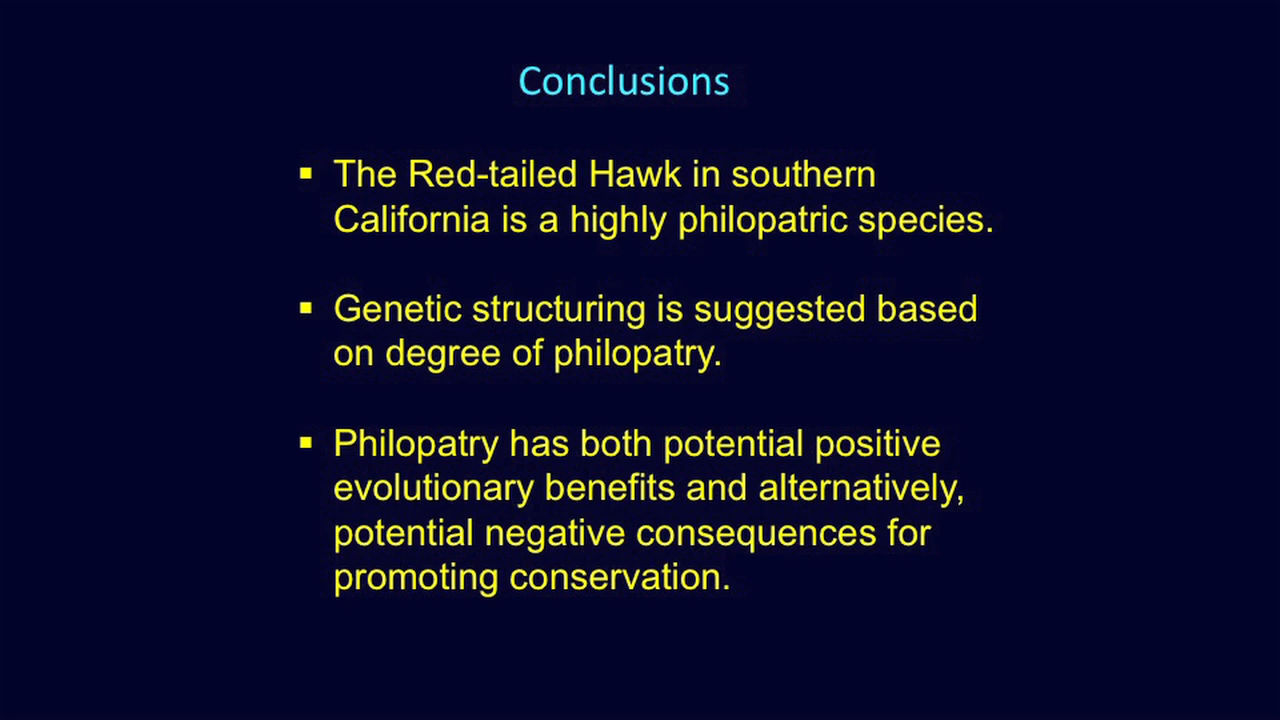 Conclusions
▪ The Red-tailed Hawk in southern
California is a highly philopatric species.
▪ Genetic structuring is suggested based
on degree of philopatry.
▪ Philopatry has both potential positive
evolutionary benefits and alternatively,
potential negative consequences for
promoting conservation.